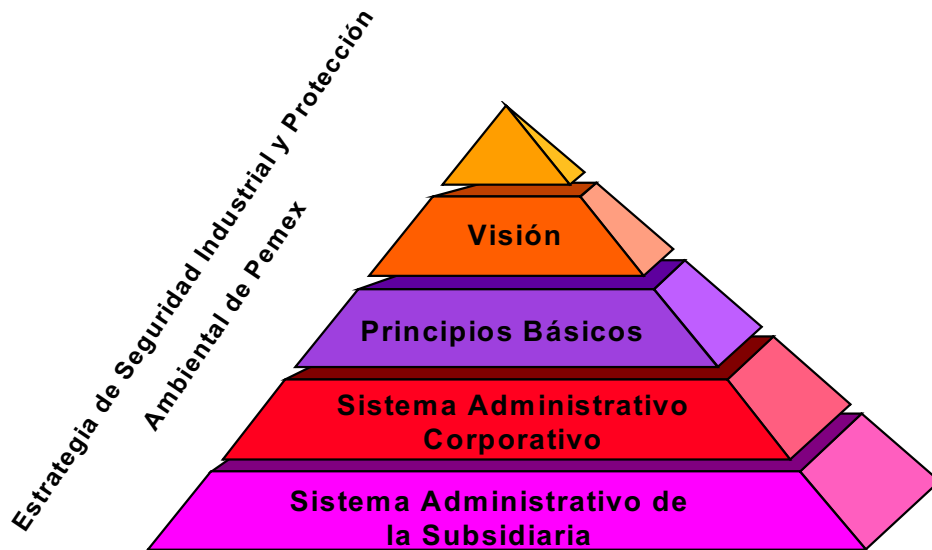 Estrategia de Seguridad Industrial y Protección
Ambiental de Pemex
Visión
Principios Básicos
Sistema Administrativo
Corporativo
Sistema Administrativo de
la Subsidiaria